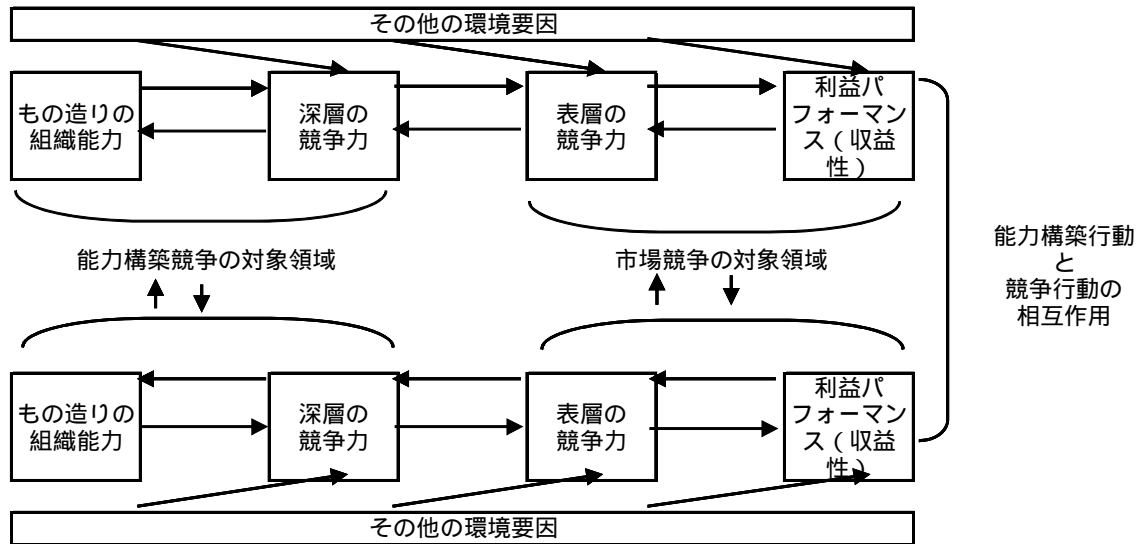 その他の環境要因
もの造りの
組織能力
深層の
競争力
表層の
競争力
利益パ
フォーマン
ス（収益
性）
能力構築競争の対象領域
市場競争の対象領域
能力構築行動
と
競争行動の
相互作用
もの造りの
組織能力
深層の
競争力
表層の
競争力
利益パ
フォーマン
ス（収益
性）
その他の環境要因